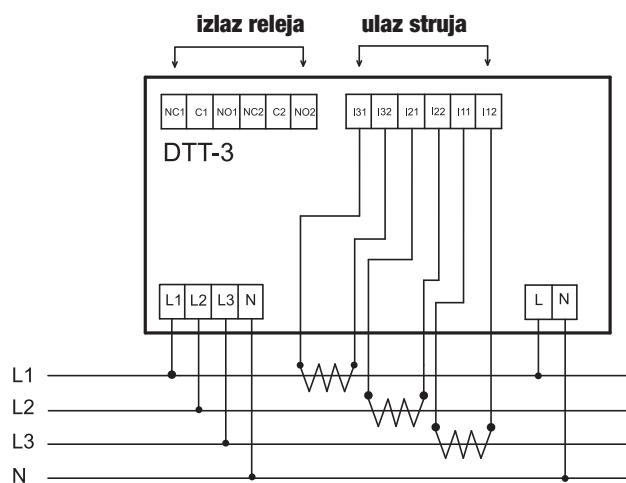 izlaz releja ulaz struja
NC1 C1 NO1 NC2 C2 NO2 I31 I32 I21 I22 I11 I12
DTT-3
L1 L2 L3 N L N
L1
L2
L3
N